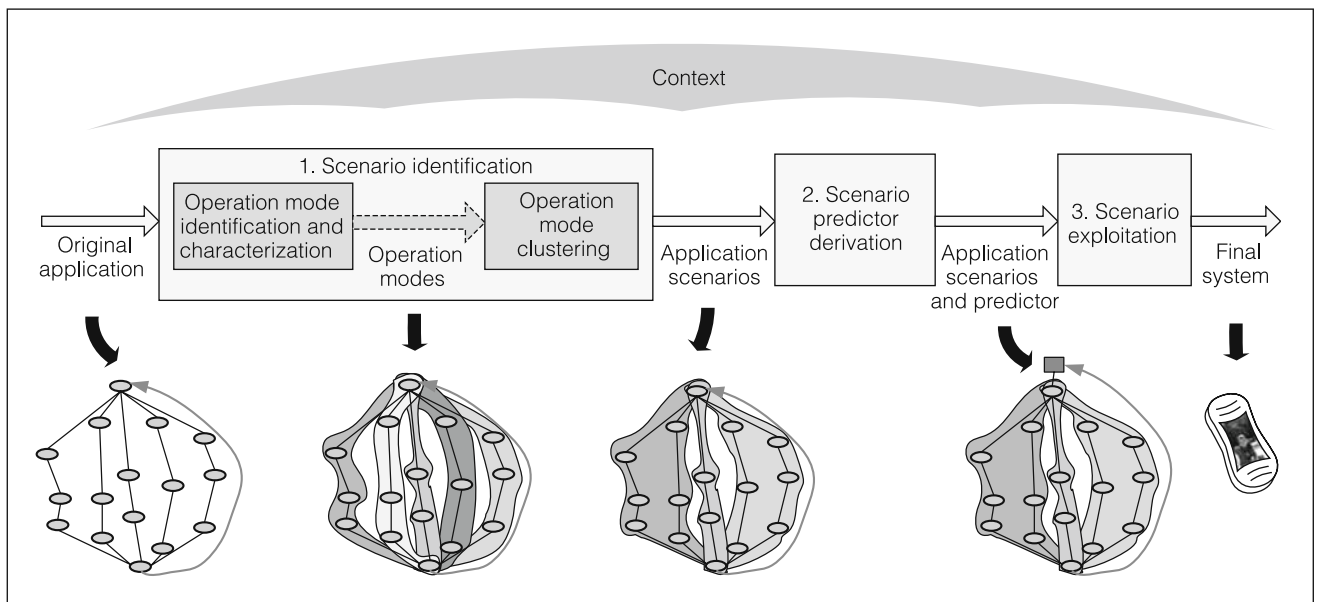 Context
1. Scenario identification
Operation mode
identification and
characterization
Operation
mode
clustering
2. Scenario
predictor
derivation
3. Scenario
exploitation
Original
application
Operation
modes
Application
scenarios
Application
scenarios
and predictor
Final
system